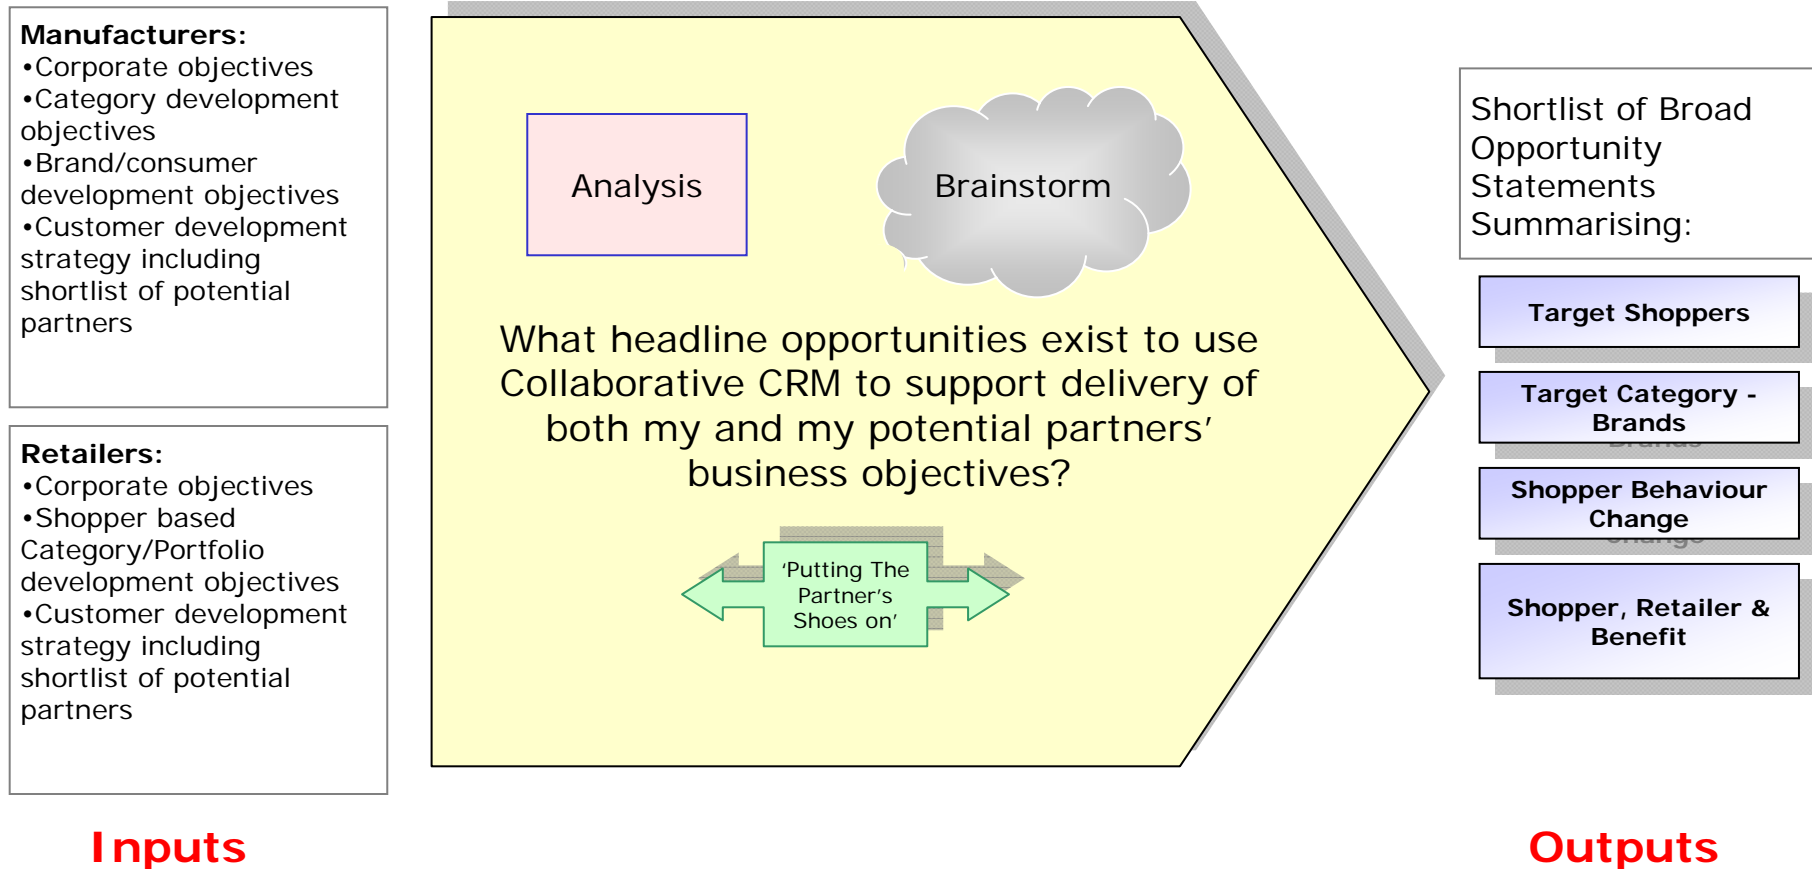 Manufacturers:
•Corporate objectives
•Category development
objectives
•Brand/consumer
development objectives
•Customer development
strategy including
shortlist of potential
partners
Retailers:
•Corporate objectives
•Shopper based
Category/Portfolio
development objectives
•Customer development
strategy including
shortlist of potential
partners
Inputs
Analysis
Brainstorm
What headline opportunities exist to use
Collaborative CRM to support delivery of
both my and my potential partners’
business objectives?
‘Putting The
Partner’s
Shoes on’
Shortlist of Broad
Opportunity
Statements
Summarising:
Target Shoppers
Target Category -
Brands
Shopper Behaviour
Change
Shopper, Retailer &
Benefit
Outputs